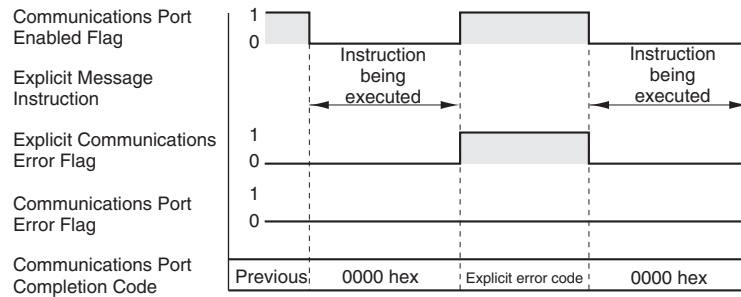 Communications Port
Enabled Flag
1
0
Instruction
being
executed
Instruction
being
executed
Explicit Message
Instruction
Explicit Communications
Error Flag
1
0
Communications Port
Error Flag
1
0
Communications Port
Completion Code
Previous
0000 hex
Explicit error code
0000 hex